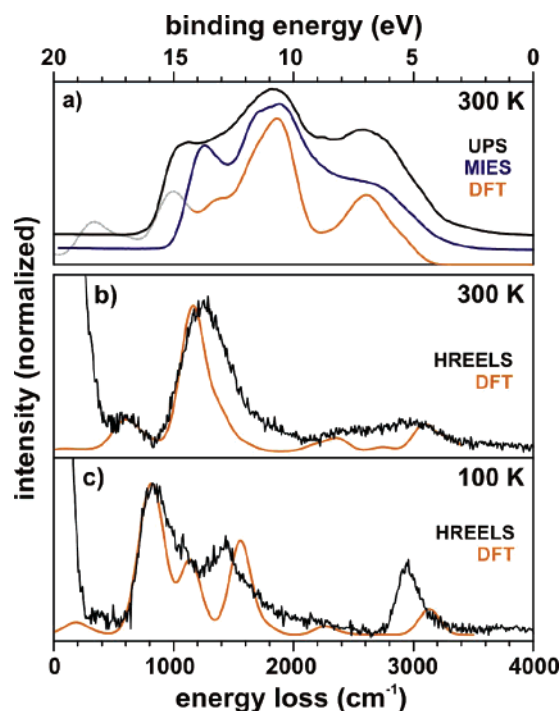 binding energy (eV)
20 15 10 5 0
a) 300 K
UPS
MIES
DFT
intensity (normalized)
b) 300 K
HREELS
DFT
c) 100 K
HREELS
DFT
0 1000 2000 3000 4000
energy loss (cm⁻¹)